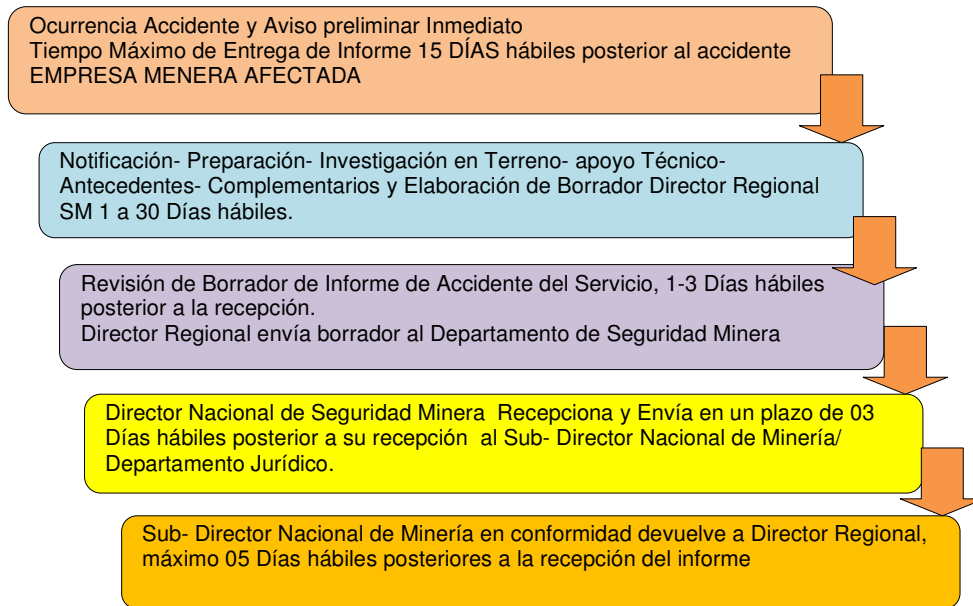 Ocurrencia Accidente y Aviso preliminar Inmediato
Tiempo Máximo de Entrega de Informe 15 DÍAS hábiles posterior al accidente
EMPRESA MENERA AFECTADA
Notificación- Preparación- Investigación en Terreno- apoyo Técnico-
Antecedentes- Complementarios y Elaboración de Borrador Director Regional
SM 1 a 30 Días hábiles.
Revisión de Borrador de Informe de Accidente del Servicio, 1-3 Días hábiles
posterior a la recepción.
Director Regional envía borrador al Departamento de Seguridad Minera
Director Nacional de Seguridad Minera Recepciona y Envía en un plazo de 03
Días hábiles posterior a su recepción al Sub- Director Nacional de Minería/
Departamento Jurídico.
Sub- Director Nacional de Minería en conformidad devuelve a Director Regional,
máximo 05 Días hábiles posteriores a la recepción del informe